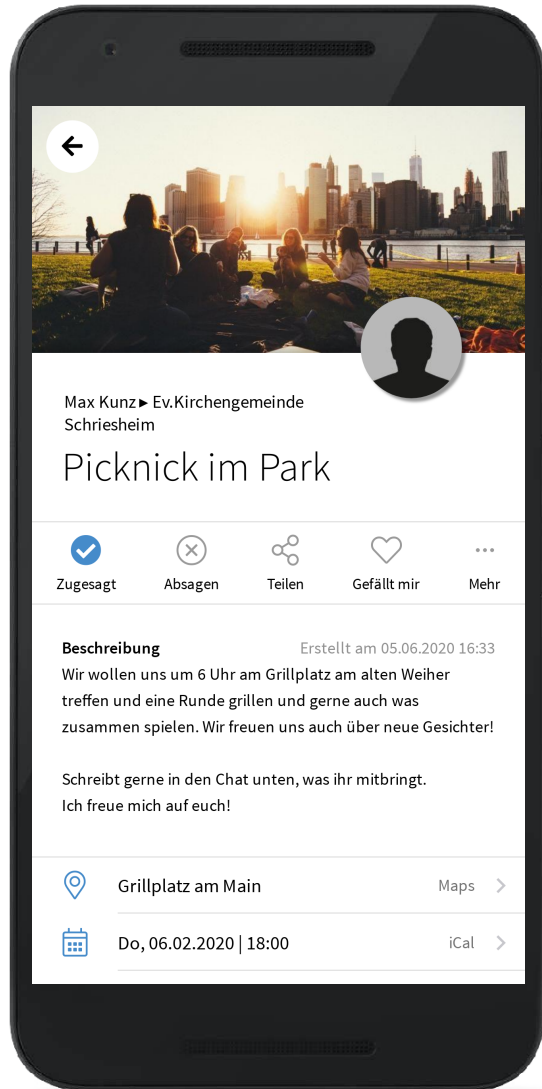 Max Kunz ▸ Ev.Kirchengemeinde
Schriesheim
Picknick im Park
Zugesagt Absagen Teilen Gefällt mir Mehr
Beschreibung Erstellt am 05.06.2020 16:33
Wir wollen uns um 6 Uhr am Grillplatz am alten Weiher
treffen und eine Runde grillen und gerne auch was
zusammen spielen. Wir freuen uns auch über neue Gesichter!
Schreibt gerne in den Chat unten, was ihr mitbringt.
Ich freue mich auf euch!
Grillplatz am Main Maps
Do, 06.02.2020 | 18:00 iCal